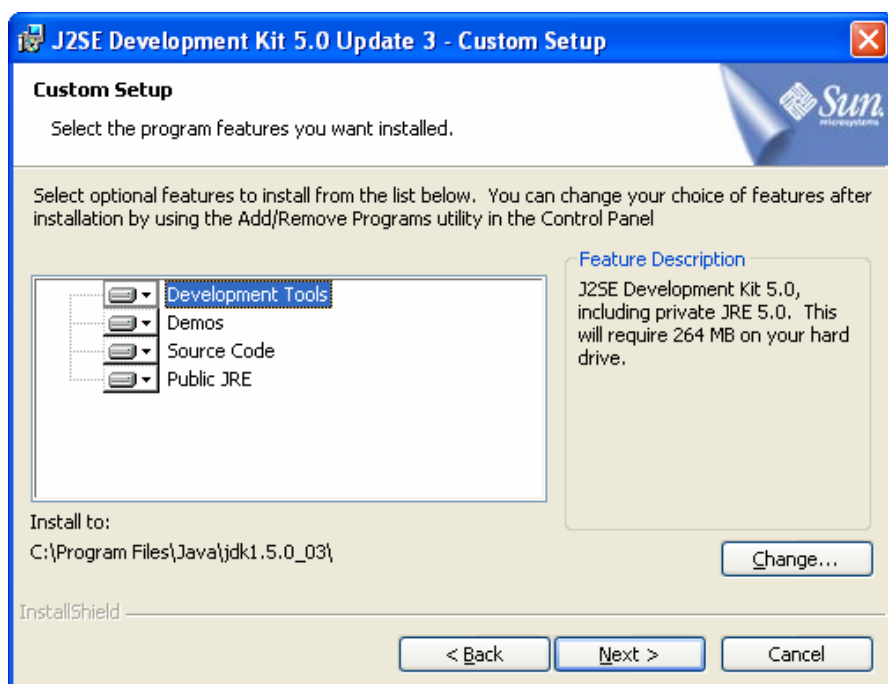 J2SE Development Kit 5.0 Update 3 - Custom Setup
Custom Setup
Select the program features you want installed.
Sun
microsystems
Select optional features to install from the list below.  You can change your choice of features after
installation by using the Add/Remove Programs utility in the Control Panel
Development Tools
Demos
Source Code
Public JRE
Feature Description
J2SE Development Kit 5.0,
including private JRE 5.0.  This
will require 264 MB on your hard
drive.
Install to:
C:\Program Files\Java\jdk1.5.0_03\
Change...
InstallShield
< Back
Next >
Cancel